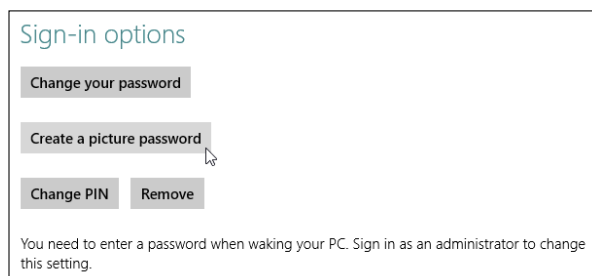 Sign-in options
Change your password
Create a picture password
Change PIN Remove
You need to enter a password when waking your PC. Sign in as an administrator to change
this setting.